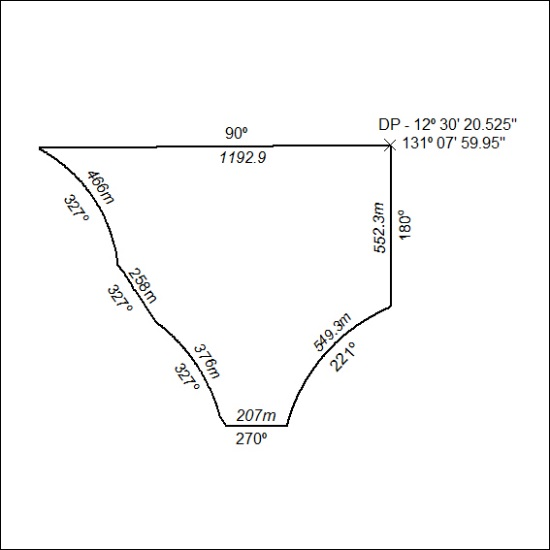 90º
1192.9
DP - 12º 30' 20.525"
131º 07' 59.95"
466m
327º
552.3m
180º
258m
327º
549.3m
221º
376m
327º
207m
270º